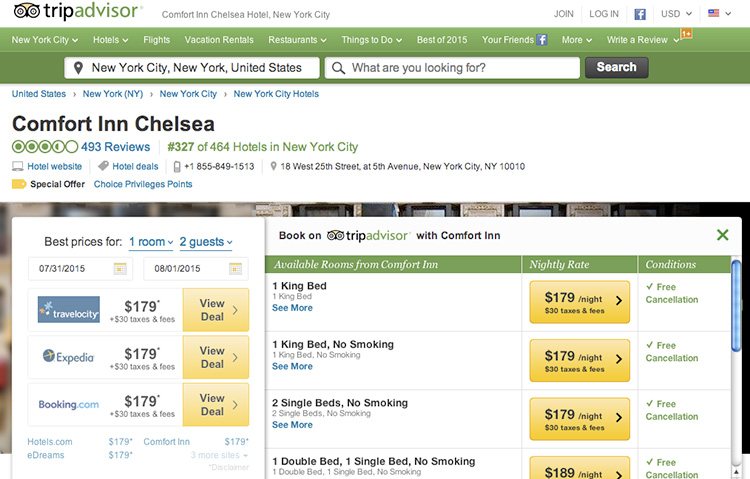 tripadvisor® Comfort Inn Chelsea Hotel, New York City JOIN LOG IN USD
New York City Hotels Flights Vacation Rentals Restaurants Things to Do Best of 2015 Your Friends More Write a Review 1+
New York City, New York, United States What are you looking for? Search
United States › New York (NY) › New York City › New York City Hotels
Comfort Inn Chelsea
493 Reviews #327 of 464 Hotels in New York City
Hotel website Hotel deals +1 855-849-1513 18 West 25th Street, at 5th Avenue, New York City, NY 10010
Special Offer Choice Privileges Points
Best prices for: 1 room 2 guests
07/31/2015 08/01/2015
travelocity $179* +$30 taxes & fees View Deal
Expedia $179* +$30 taxes & fees View Deal
Booking.com $179* +$30 taxes & fees View Deal
Hotels.com $179* Comfort Inn $179*
eDreams $179* 3 more sites
*Disclaimer
Book on tripadvisor® with Comfort Inn
Available Rooms from Comfort Inn Nightly Rate Conditions
1 King Bed
1 King Bed
See More
$179 /night
$30 taxes & fees
✓ Free
Cancellation
1 King Bed, No Smoking
1 King Bed, No Smoking
See More
$179 /night
$30 taxes & fees
✓ Free
Cancellation
2 Single Beds, No Smoking
2 Single Beds, No Smoking
See More
$179 /night
$30 taxes & fees
✓ Free
Cancellation
1 Double Bed, 1 Single Bed, No Smoking
1 Double Bed, 1 Single Bed, No Smoking
$189 /night
✓ Free
Cancellation